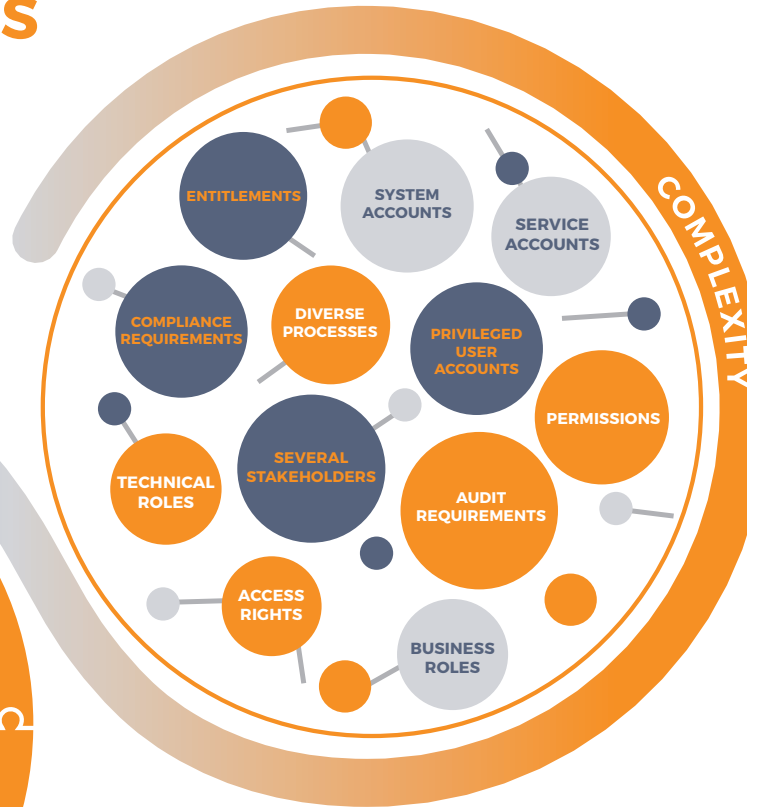 s
ENTITLEMENTS
SYSTEM
ACCOUNTS
SERVICE
ACCOUNTS
COMPLEXITY
COMPLIANCE
REQUIREMENTS
DIVERSE
PROCESSES
PRIVILEGED
USER
ACCOUNTS
PERMISSIONS
SEVERAL
STAKEHOLDERS
TECHNICAL
ROLES
AUDIT
REQUIREMENTS
ACCESS
RIGHTS
BUSINESS
ROLES